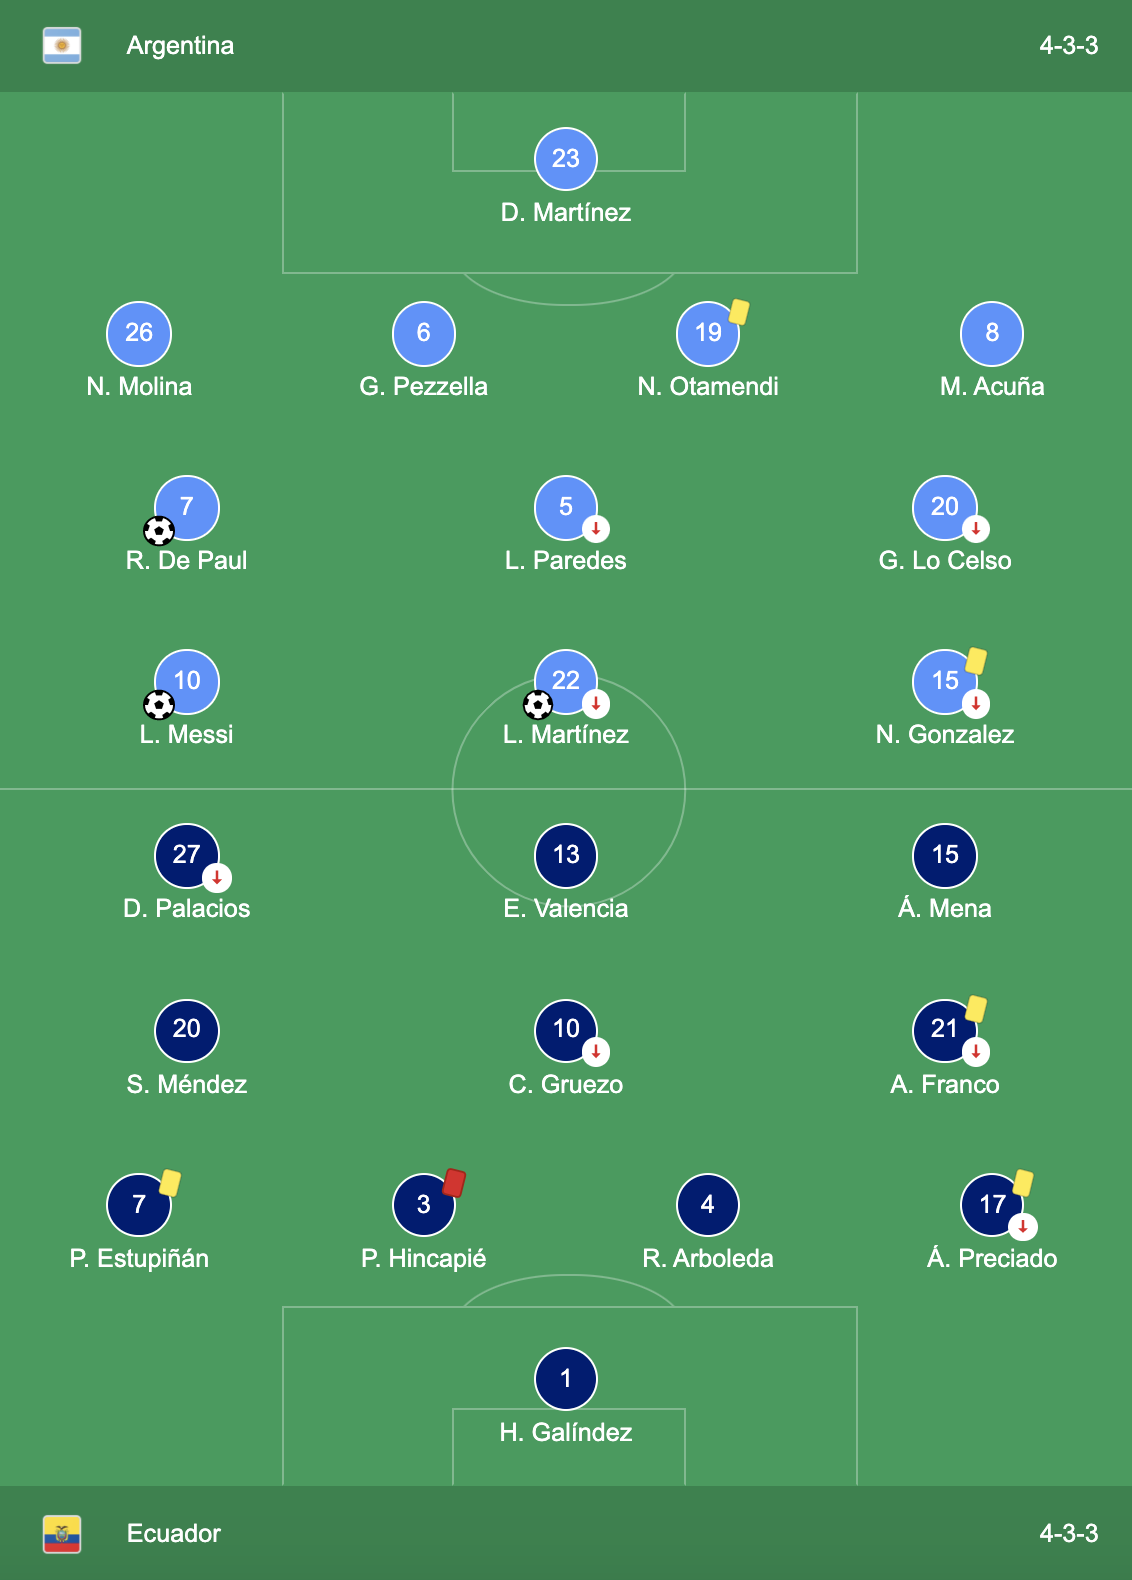 Argentina 4-3-3
23
D. Martínez
26 6 19 8
N. Molina G. Pezzella N. Otamendi M. Acuña
7 5 20
R. De Paul L. Paredes G. Lo Celso
10 22 15
L. Messi L. Martínez N. Gonzalez
27 13 15
D. Palacios E. Valencia Á. Mena
20 10 21
S. Méndez C. Gruezo A. Franco
7 3 4 17
P. Estupiñán P. Hincapié R. Arboleda Á. Preciado
1
H. Galíndez
Ecuador 4-3-3